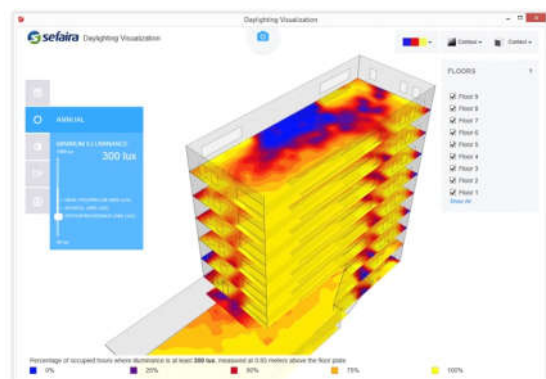 Daylighting Visualization
sefaira Daylighting Visualization
Contour
Context
FLOORS
Floor 9
Floor 8
Floor 7
Floor 6
Floor 5
Floor 4
Floor 3
Floor 2
Floor 1
Show All
ANNUAL
MINIMUM ILLUMINANCE
300 lux
Percentage of occupied hours where illuminance is at least 300 lux, measured at 0.85 meters above the floor plate
0% 25% 50% 75% 100%